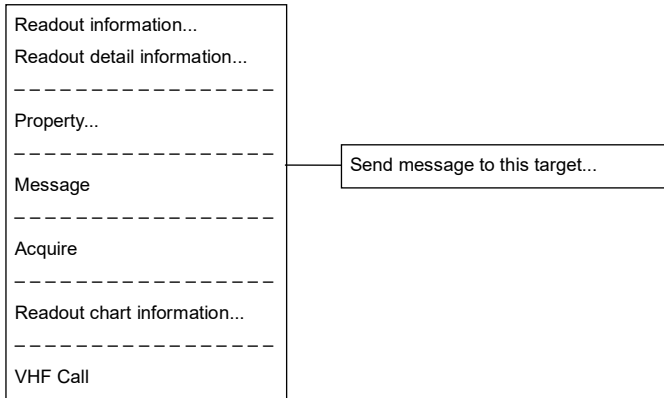 Readout information...
Readout detail information...
Property...
Message
Send message to this target...
Acquire
Readout chart information...
VHF Call